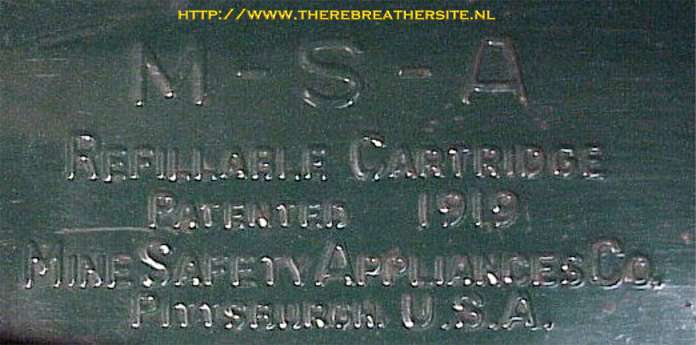 HTTP://WWW.THEREBREATHERSITE.NL
M-S-A
REFILLABLE CARTRIDGE
PATENTED 1919
MINE SAFETY APPLIANCES CO.
PITTSBURGH U.S.A.